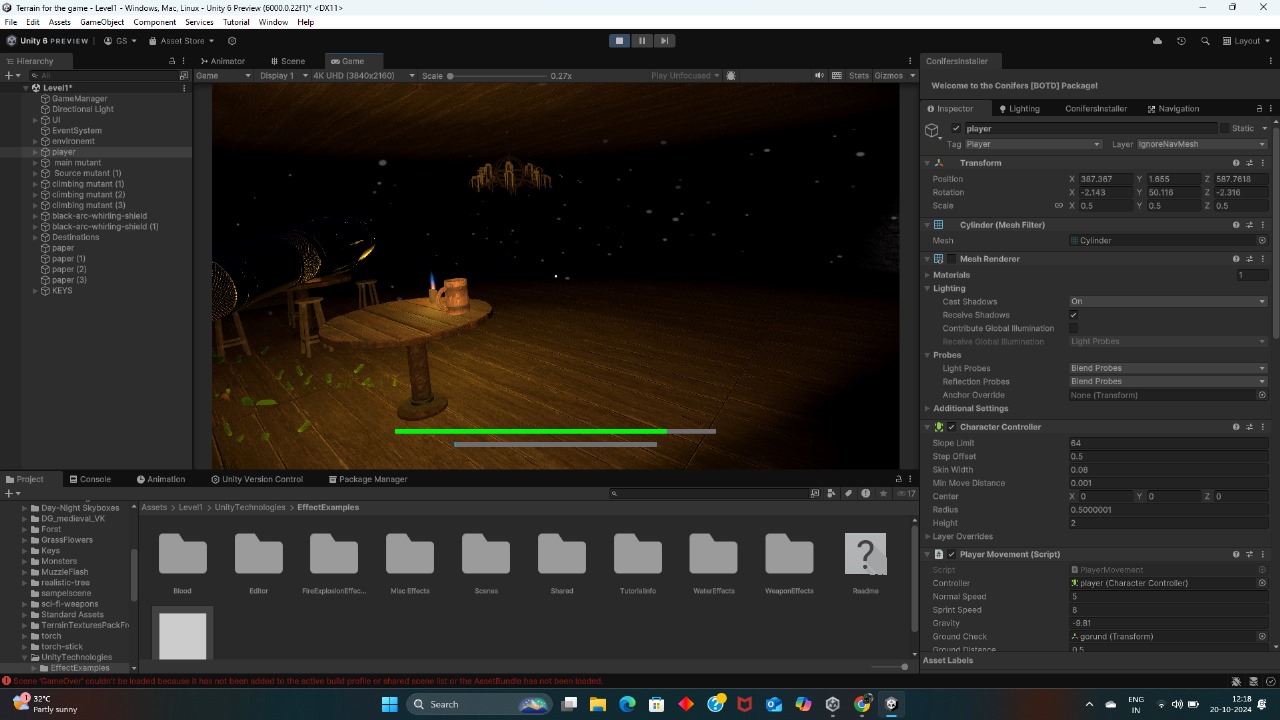 Terrain for the game - Level1 - Windows, Mac, Linux - Unity 6 Preview (6000.0.22f1)* <DX11>
File Edit Assets GameObject Component Services Tutorial Window Help
Unity 6 PREVIEW GS Asset Store Layout
Hierarchy Animator Scene Game ConifersInstaller
All Game Display 1 4K UHD (3840x2160) Scale 0.27x Play Unfocused Stats Gizmos
Welcome to the Conifers [BOTD] Package!
Level1*
GameManager
Directional Light
UI
EventSystem
environemt
player
main mutant
Source mutant (1)
climbing mutant (1)
climbing mutant (2)
climbing mutant (3)
black-arc-whirling-shield
black-arc-whirling-shield (1)
Destinations
paper
paper (1)
paper (2)
paper (3)
KEYS
Inspector Lighting ConifersInstaller Navigation
player Static
Tag Player Layer IgnoreNavMesh
Transform
Position X 387.367 Y 1.655 Z 587.7618
Rotation X -2.143 Y 50.116 Z -2.316
Scale X 0.5 Y 0.5 Z 0.5
Cylinder (Mesh Filter)
Mesh Cylinder
Mesh Renderer
Materials 1
Lighting
Cast Shadows On
Receive Shadows
Contribute Global Illumination
Receive Global Illumination Light Probes
Probes
Light Probes Blend Probes
Reflection Probes Blend Probes
Anchor Override None (Transform)
Additional Settings
Character Controller
Slope Limit 64
Step Offset 0.5
Skin Width 0.08
Min Move Distance 0.001
Center X 0 Y 0 Z 0
Radius 0.5000001
Height 2
Layer Overrides
Player Movement (Script)
Script PlayerMovement
Controller player (Character Controller)
Normal Speed 5
Sprint Speed 8
Gravity -9.81
Ground Check gorund (Transform)
Ground Distance 0.5
Asset Labels
Project Console Animation Unity Version Control Package Manager
17
Assets > Level1 > UnityTechnologies > EffectExamples
Day-Night Skyboxes
DG_medieval_VK
Forst
GrassFlowers
Keys
Monsters
MuzzleFlash
realistic-tree
sampelscene
sci-fi-weapons
Standard Assets
TerrainTexturesPackFre
torch
torch-stick
UnityTechnologies
EffectExamples
Blood Editor FireExplosionEffec... Misc Effects Scenes Shared TutorialInfo WaterEffects WeaponEffects Readme
Scene 'GameOver' couldn't be loaded because it has not been added to the active build profile or shared scene list or the AssetBundle has not been loaded.
1 32°C
Partly sunny
Search
ENG
IN
12:18
20-10-2024